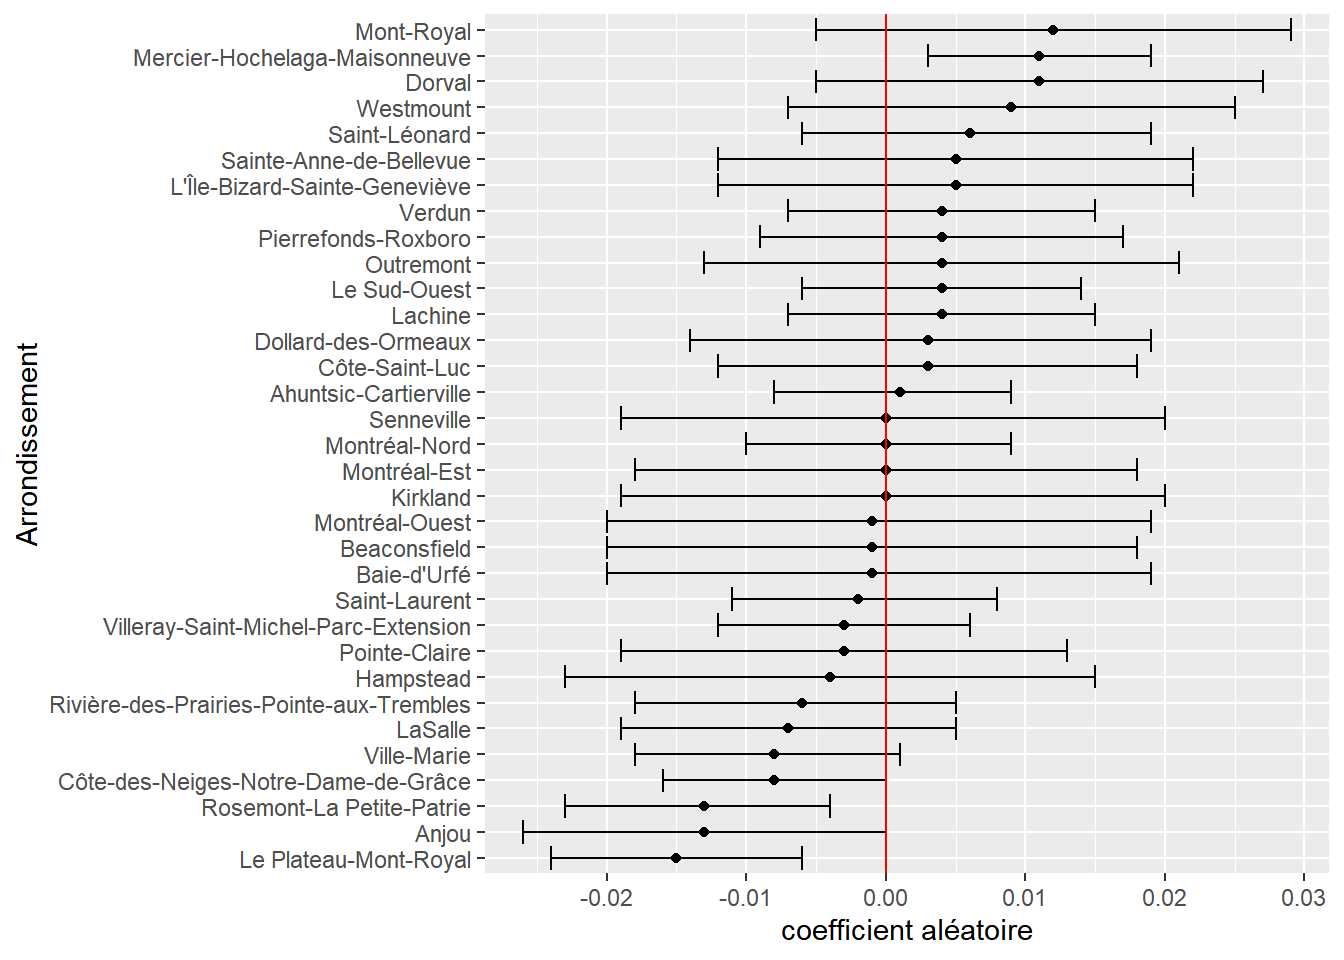 Arrondissement
Mont-Royal
Mercier-Hochelaga-Maisonneuve
Dorval
Westmount
Saint-Léonard
Sainte-Anne-de-Bellevue
L'Île-Bizard-Sainte-Geneviève
Verdun
Pierrefonds-Roxboro
Outremont
Le Sud-Ouest
Lachine
Dollard-des-Ormeaux
Côte-Saint-Luc
Ahuntsic-Cartierville
Senneville
Montréal-Nord
Montréal-Est
Kirkland
Montréal-Ouest
Beaconsfield
Baie-d'Urfé
Saint-Laurent
Villeray-Saint-Michel-Parc-Extension
Pointe-Claire
Hampstead
Rivière-des-Prairies-Pointe-aux-Trembles
LaSalle
Ville-Marie
Côte-des-Neiges-Notre-Dame-de-Grâce
Rosemont-La Petite-Patrie
Anjou
Le Plateau-Mont-Royal
-0.02 -0.01 0.00 0.01 0.02 0.03
coefficient aléatoire